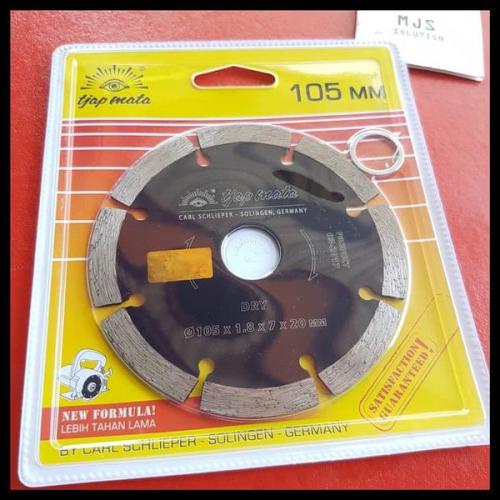 MJS
SOLUTION
tjap mata
105 MM
tjap mata
CARL SCHLIEPER - SOLINGEN, GERMANY
DRY
Ø 105 x 1.8 x 7 x 20 MM
NEW FORMULA!
LEBIH TAHAN LAMA
SATISFACTION
GUARANTEED!
BY CARL SCHLIEPER - SOLINGEN - GERMANY